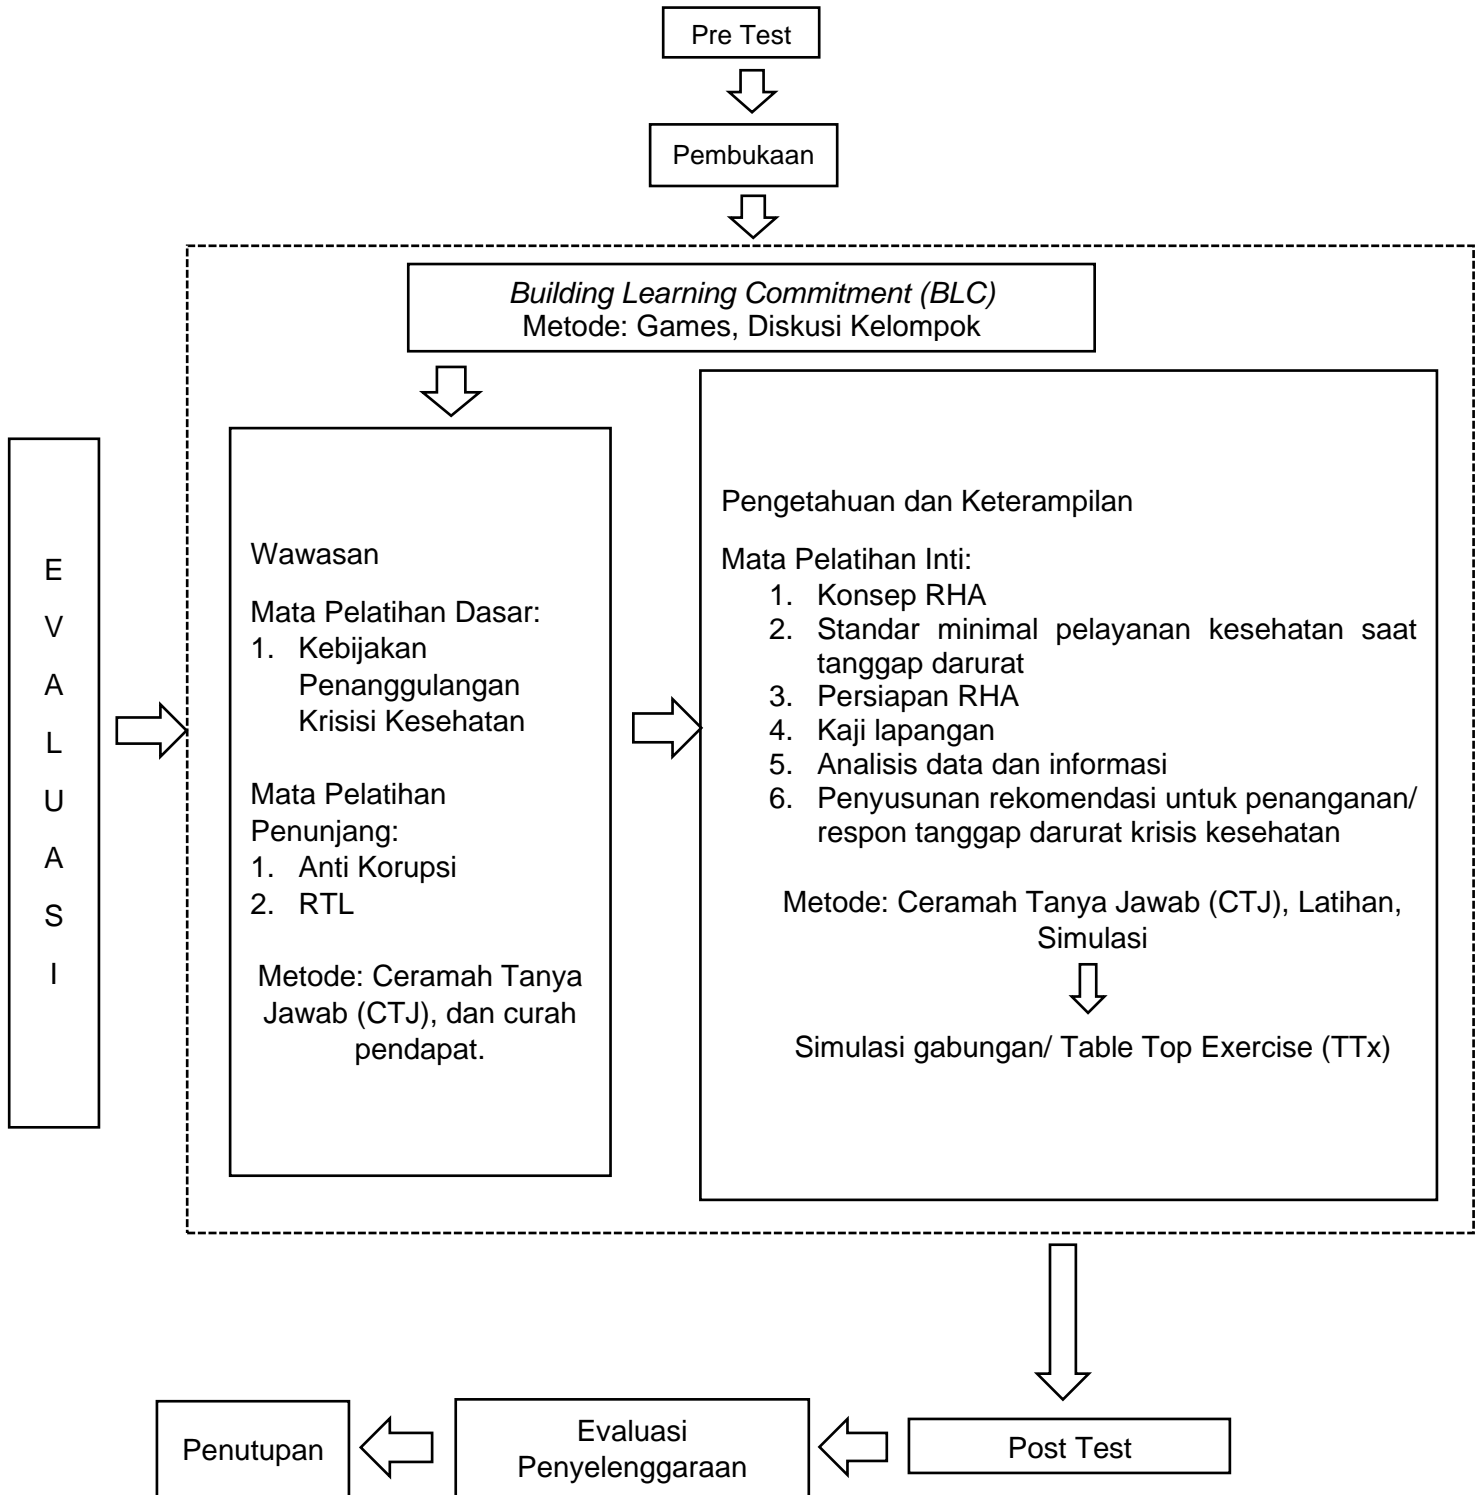 Pre Test
Pembukaan
Building Learning Commitment (BLC)
Metode: Games, Diskusi Kelompok
E
V
A
L
U
A
S
I
Wawasan
Mata Pelatihan Dasar:
1. Kebijakan
Penanggulangan
Krisisi Kesehatan
Mata Pelatihan
Penunjang:
1. Anti Korupsi
2. RTL
Metode: Ceramah Tanya
Jawab (CTJ), dan curah
pendapat.
Pengetahuan dan Keterampilan
Mata Pelatihan Inti:
1. Konsep RHA
2. Standar minimal pelayanan kesehatan saat
tanggap darurat
3. Persiapan RHA
4. Kaji lapangan
5. Analisis data dan informasi
6. Penyusunan rekomendasi untuk penanganan/
respon tanggap darurat krisis kesehatan
Metode: Ceramah Tanya Jawab (CTJ), Latihan,
Simulasi
Simulasi gabungan/ Table Top Exercise (TTx)
Penutupan
Evaluasi
Penyelenggaraan
Post Test